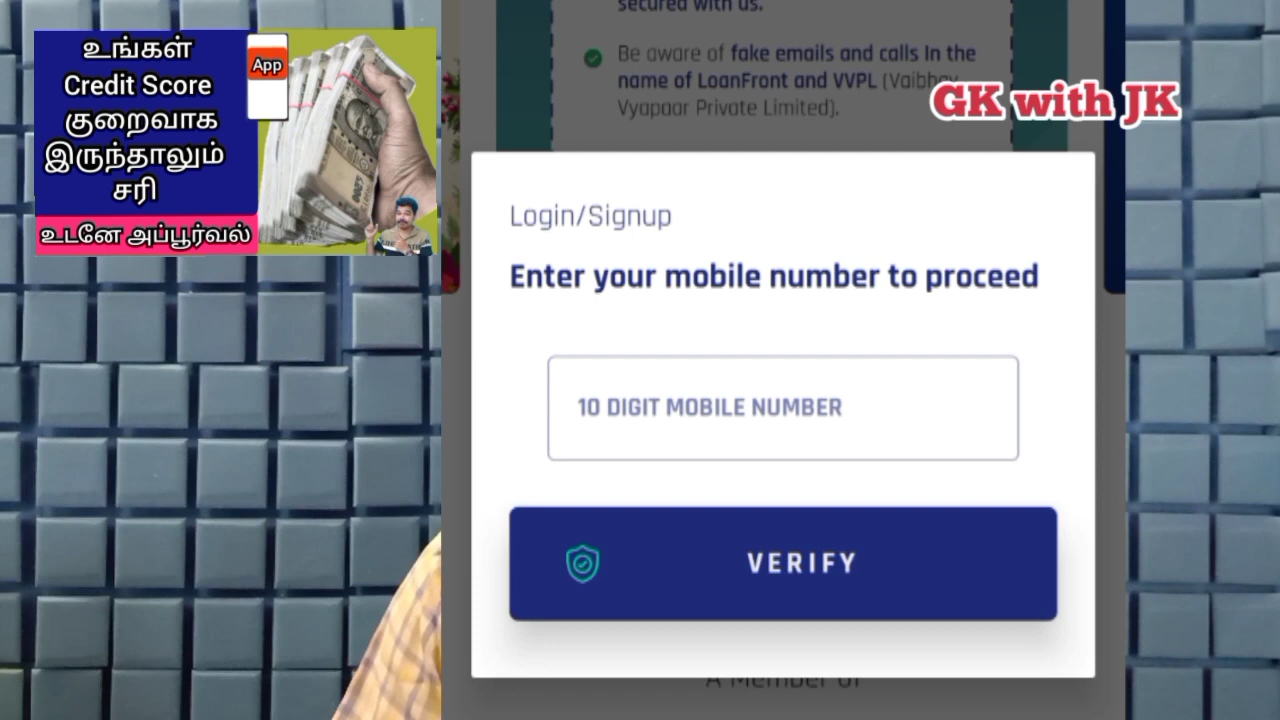 உங்கள்
Credit Score
குறைவாக
இருந்தாலும்
சரி
உடனே அப்பூர்வல்
App
secured with us.
Be aware of fake emails and calls In the
name of LoanFront and VVPL (Vaibhav
Vyapaar Private Limited).
GK with JK
Login/Signup
Enter your mobile number to proceed
10 DIGIT MOBILE NUMBER
VERIFY
A Member of